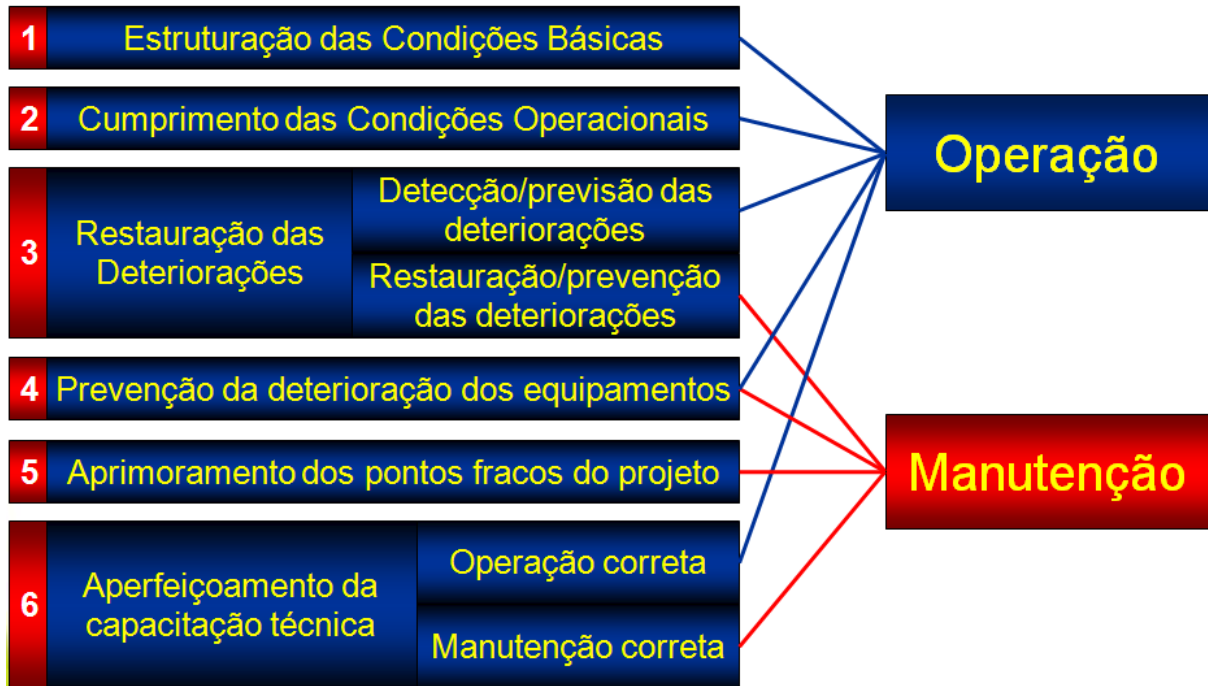 1 Estruturação das Condições Básicas
2 Cumprimento das Condições Operacionais
3 Restauração das
Deteriorações
Detecção/previsão das
deteriorações
Restauração/prevenção
das deteriorações
4 Prevenção da deterioração dos equipamentos
5 Aprimoramento dos pontos fracos do projeto
6 Aperfeiçoamento da
capacitação técnica
Operação correta
Manutenção correta
Operação
Manutenção